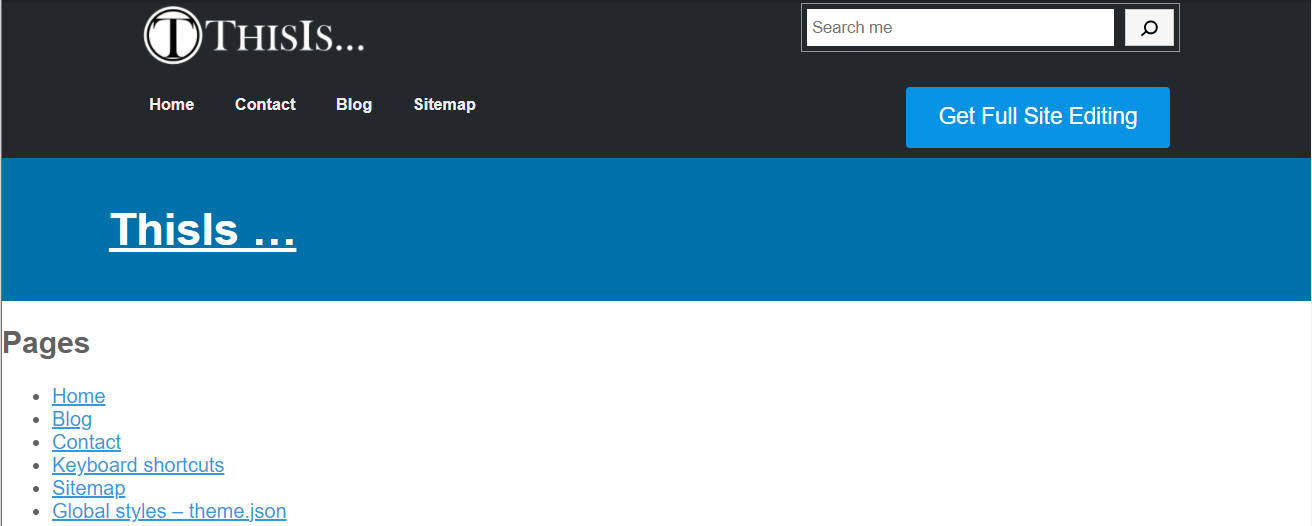 ThisIs...
Search me
Home Contact Blog Sitemap
Get Full Site Editing
ThisIs …
Pages
Home
Blog
Contact
Keyboard shortcuts
Sitemap
Global styles – theme.json